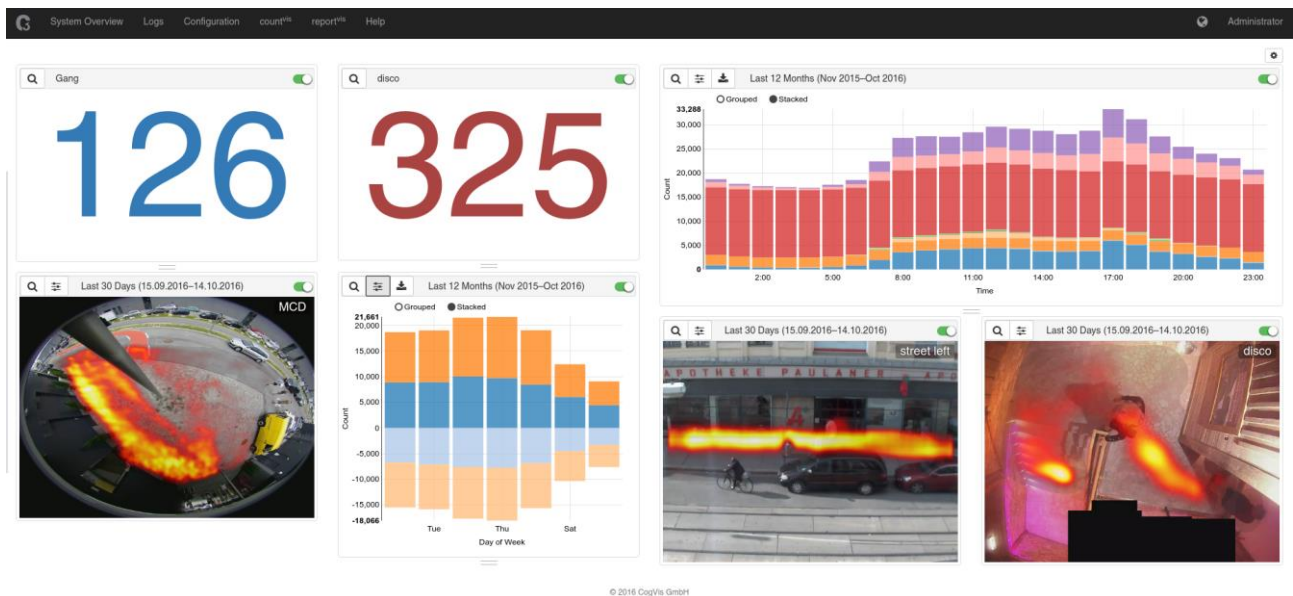 System Overview Logs Configuration countvis reportvis Help Administrator
Gang
126
disco
325
Last 12 Months (Nov 2015–Oct 2016)
Grouped Stacked
33,288
30,000
25,000
20,000
15,000
10,000
5,000
0
Count
2:00 5:00 8:00 11:00 14:00 17:00 20:00 23:00
Time
Last 30 Days (15.09.2016–14.10.2016)
MCD
Last 12 Months (Nov 2015–Oct 2016)
Grouped Stacked
21,661
20,000
15,000
10,000
5,000
0
-5,000
-10,000
-15,000
-18,066
Count
Tue Thu Sat
Day of Week
Last 30 Days (15.09.2016–14.10.2016)
street left
APOTHEKE PAULANER APO
Last 30 Days (15.09.2016–14.10.2016)
disco
© 2016 CogVis GmbH